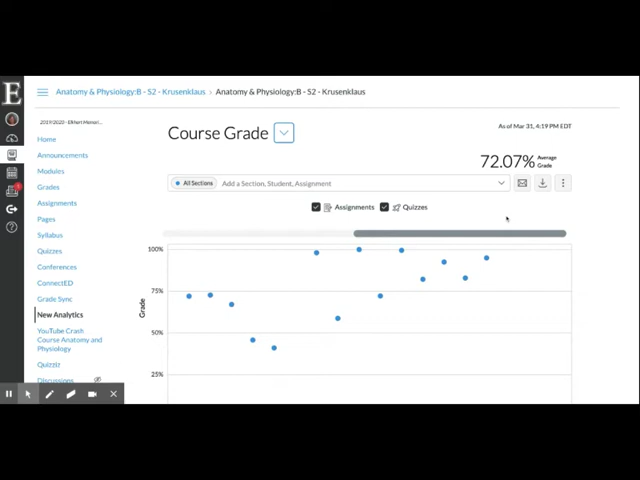 E
Anatomy & Physiology:B - S2 - Krusenklaus > Anatomy & Physiology:B - S2 - Krusenklaus
Home
Announcements
Modules
Grades
Assignments
Pages
Syllabus
Quizzes
Conferences
ConnectED
Grade Sync
New Analytics
YouTube Crash
Course Anatomy and
Physiology
Quizziz
Discussions
Course Grade
As of Mar 31, 4:19 PM EDT
72.07% Average
Grade
All Sections Add a Section, Student, Assignment
Assignments Quizzes
Grade
100%
75%
50%
25%